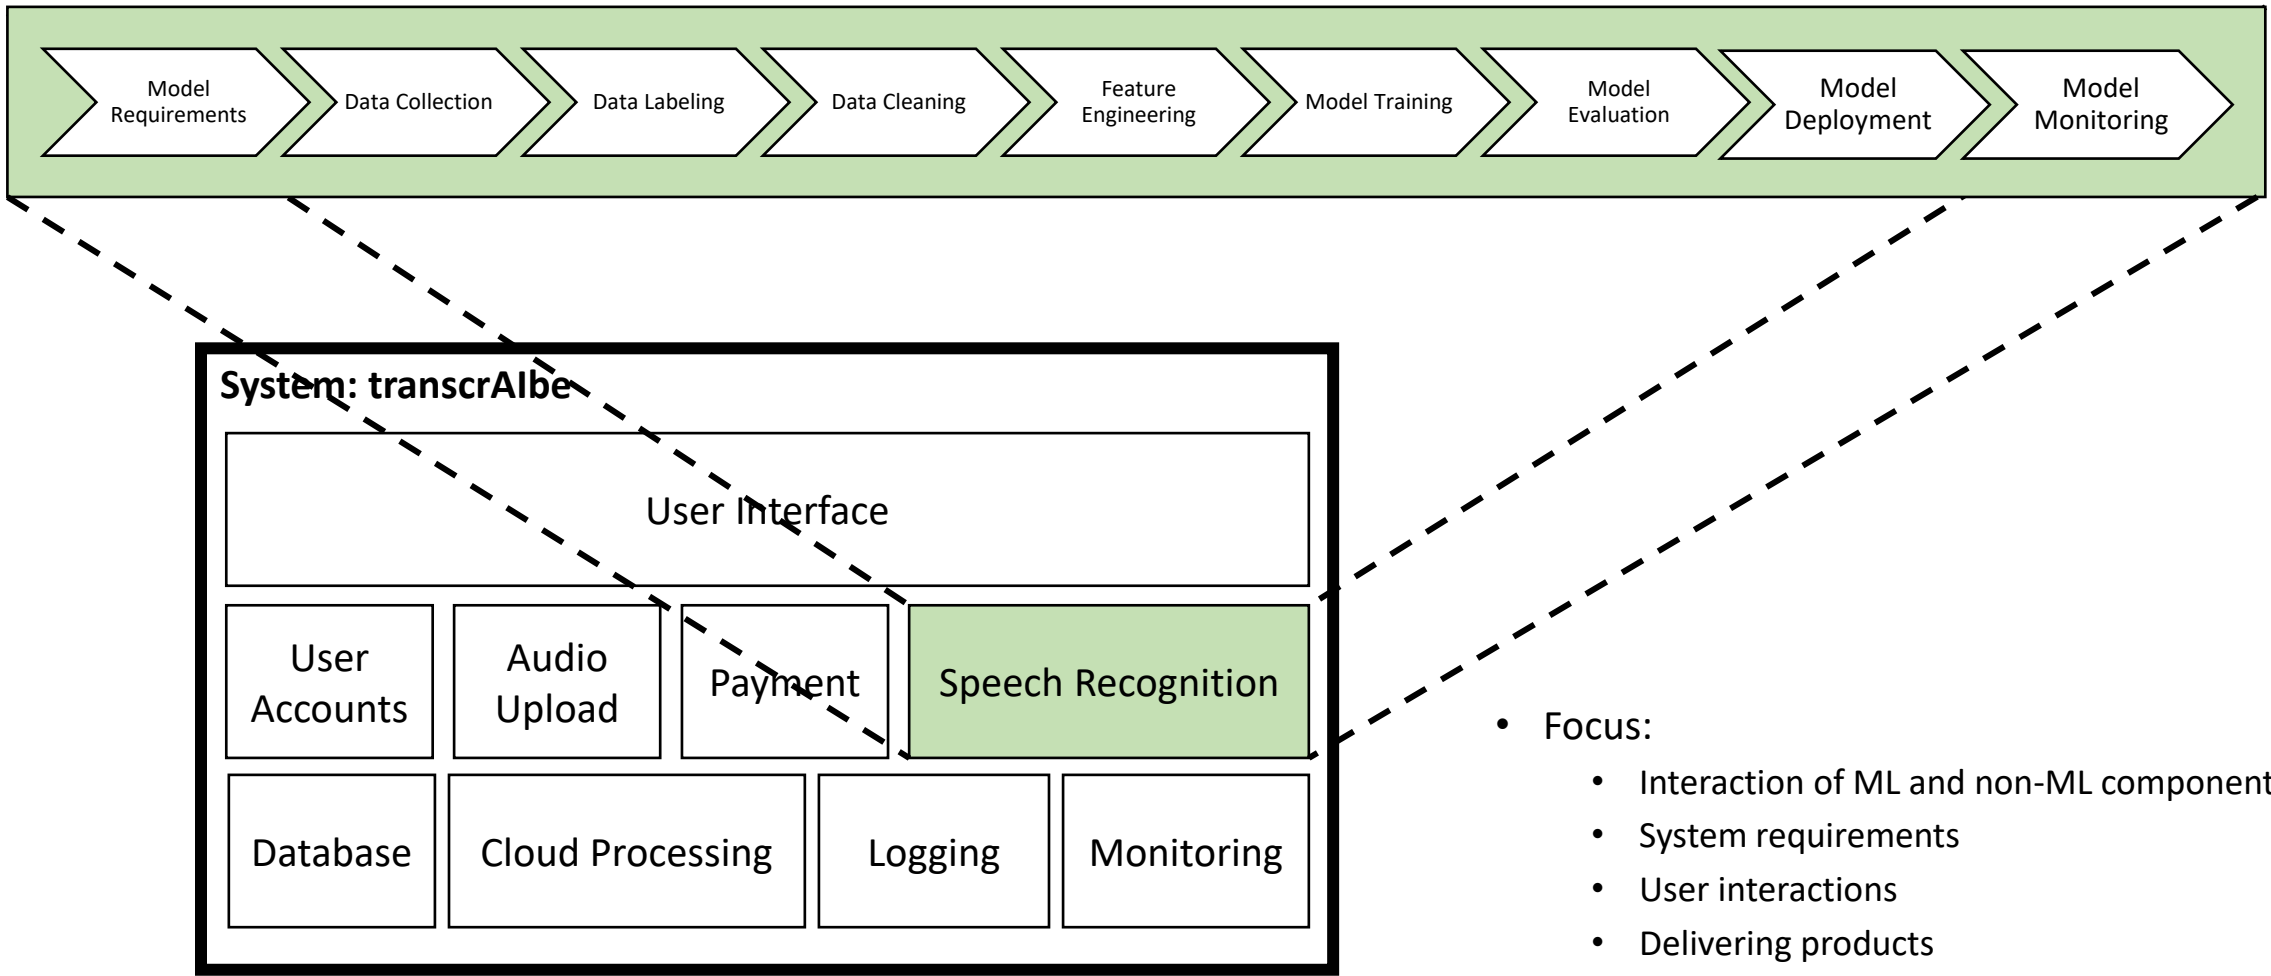 Model
Requirements
Data Collection
Data Labeling
Data Cleaning
Feature
Engineering
Model Training
Model
Evaluation
Model
Deployment
Model
Monitoring
System: transcrAIbe
User Interface
User
Accounts
Audio
Upload
Payment
Speech Recognition
Database
Cloud Processing
Logging
Monitoring
• Focus:
• Interaction of ML and non-ML component
• System requirements
• User interactions
• Delivering products